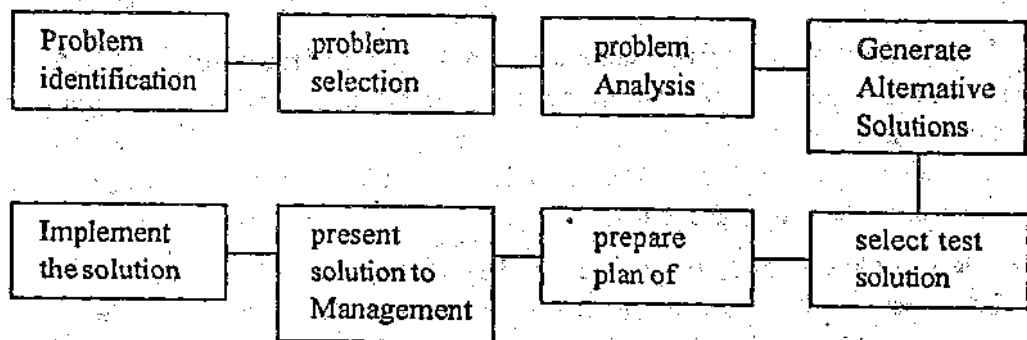 Problem
identification
problem
selection
problem
Analysis
Generate
Alternative
Solutions
Implement
the solution
present
solution to
Management
prepare
plan of
select test
solution